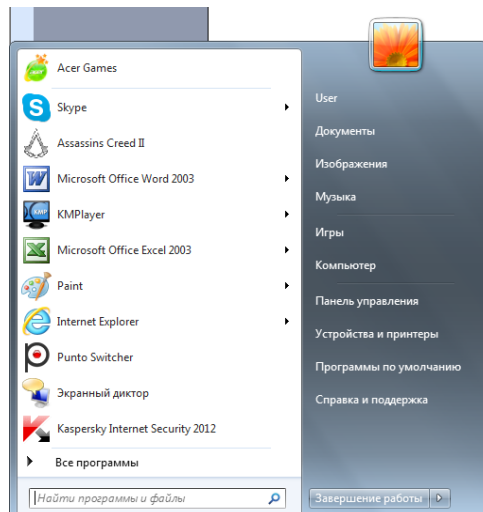 Acer Games
Skype
Assassins Creed II
Microsoft Office Word 2003
KMPlayer
Microsoft Office Excel 2003
Paint
Internet Explorer
Punto Switcher
Экранный диктор
Kaspersky Internet Security 2012
Все программы
Найти программы и файлы
User
Документы
Изображения
Музыка
Игры
Компьютер
Панель управления
Устройства и принтеры
Программы по умолчанию
Справка и поддержка
Завершение работы